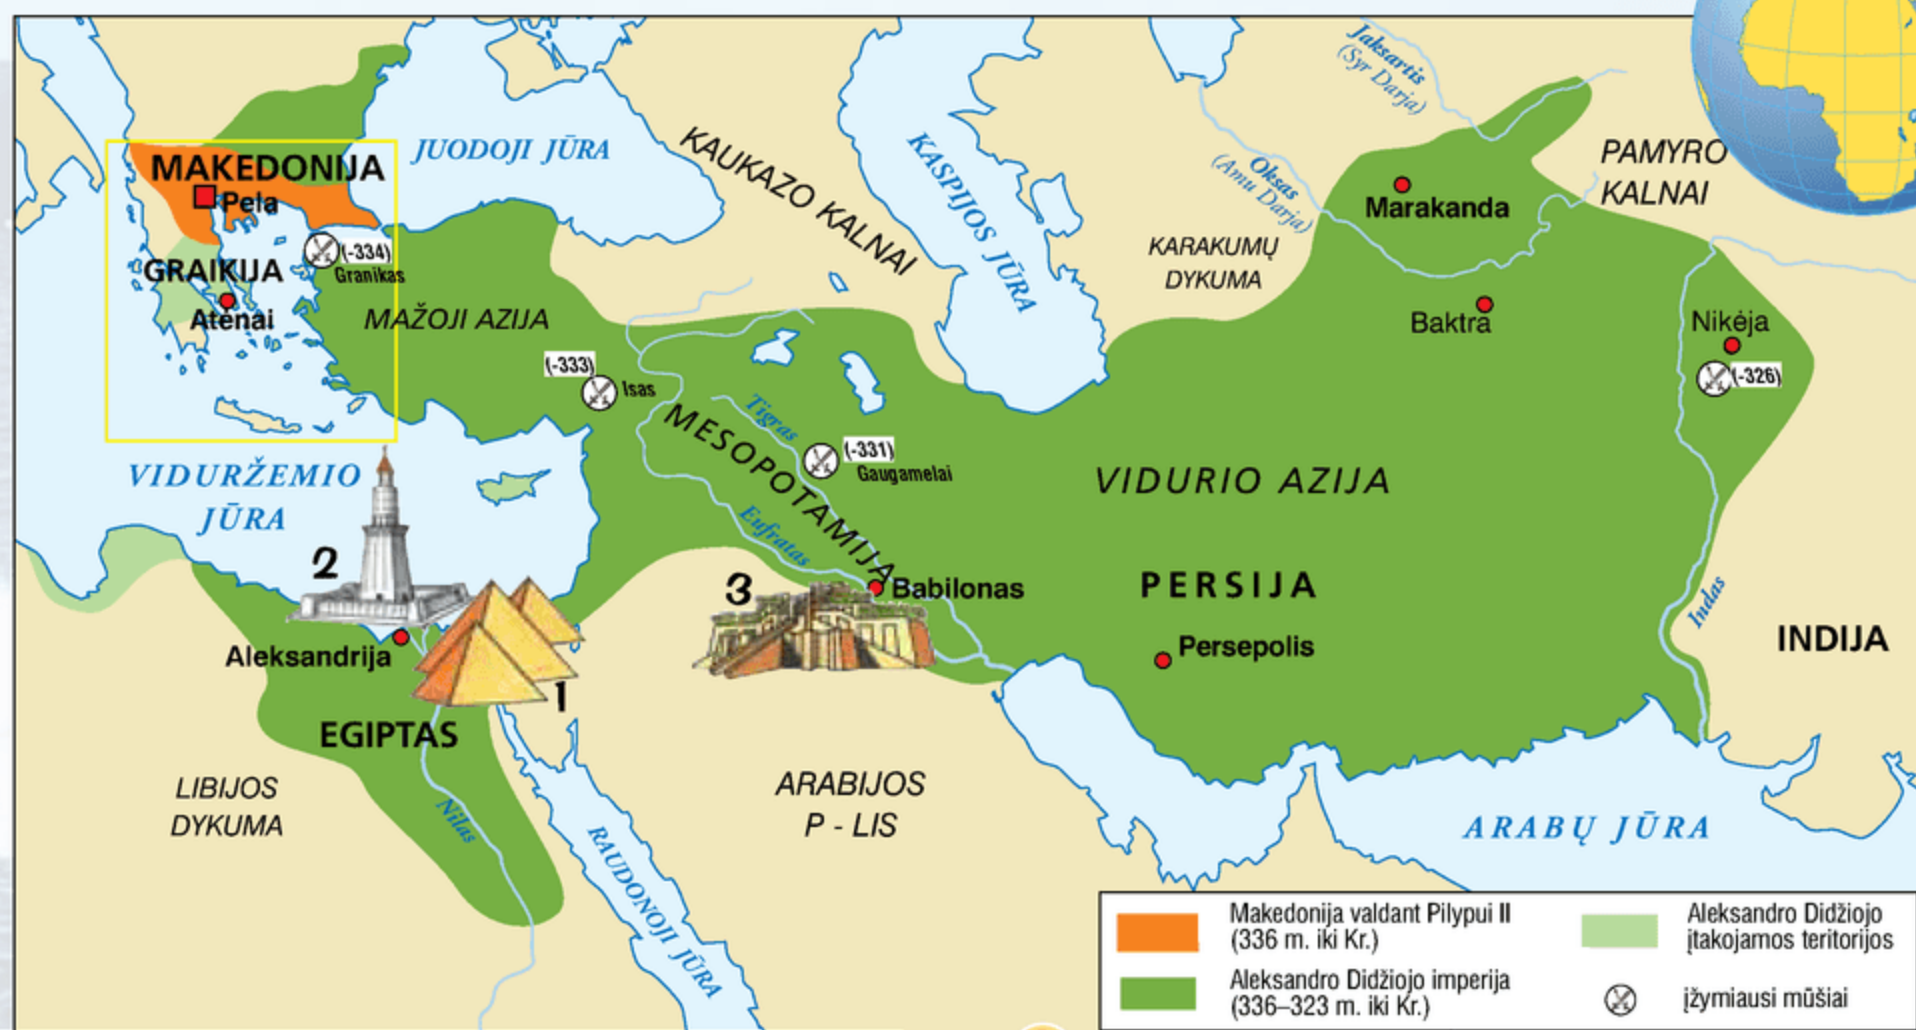 JUODOJI JŪRA
KAUKAZO KALNAI
KASPIJOS JŪRA
Jaksartis
(Syr Darja)
Oksas
(Amu Darja)
PAMYRO
KALNAI
MAKEDONIJA
Pela
Marakanda
KARAKUMŲ
DYKUMA
GRAIKIJA
(-334)
Granikas
Atėnai
MAŽOJI AZIJA
Baktra
Nikėja
(-326)
(-333)
Isas
MESOPOTAMIJA
Tigras
(-331)
Gaugamelai
VIDURŽEMIO
JŪRA
VIDURIO AZIJA
Eufratas
2
3
Babilonas
PERSIJA
Persepolis
Indas
INDIJA
Aleksandrija
1
EGIPTAS
LIBIJOS
DYKUMA
Nilas
RAUDONOJI JŪRA
ARABIJOS
P - LIS
ARABŲ JŪRA
Makedonija valdant Pilypui II
(336 m. iki Kr.)
Aleksandro Didžiojo imperija
(336–323 m. iki Kr.)
Aleksandro Didžiojo
įtakojamos teritorijos
įžymiausi mūšiai